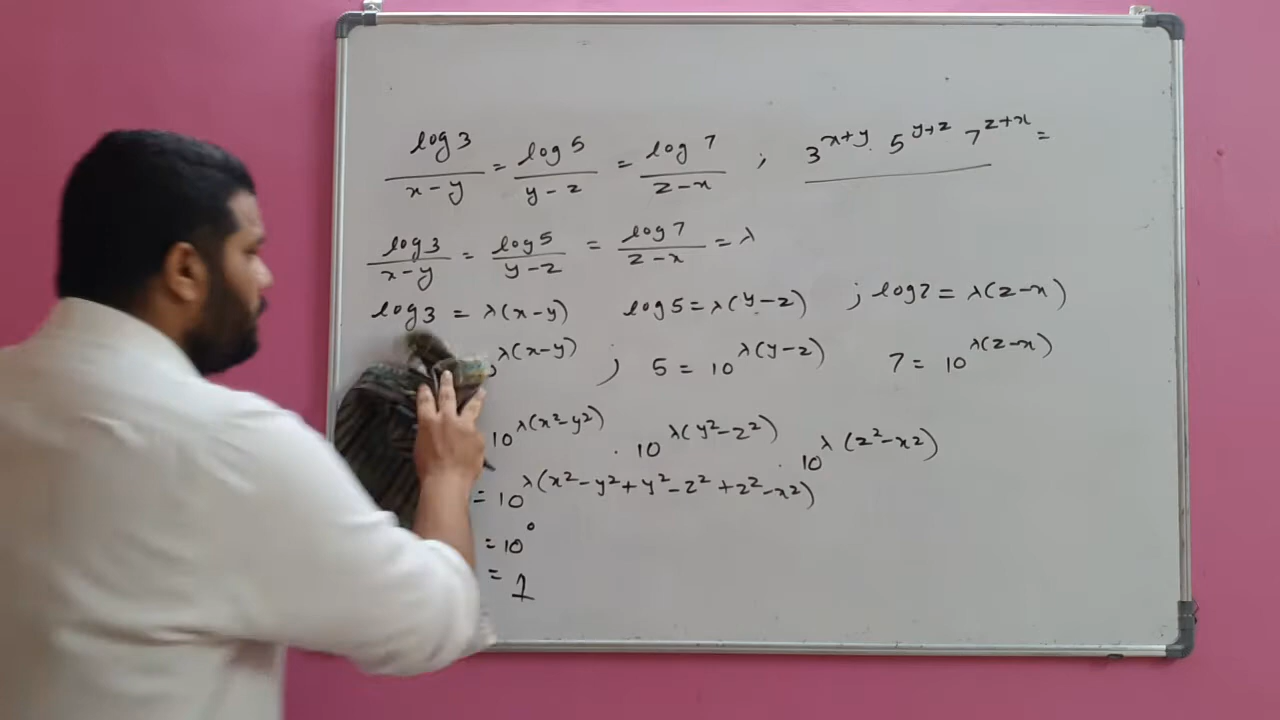 log 3 / x-y = log 5 / y-z = log 7 / z-x ; 3^x+y . 5^y+z 7^z+x =
log 3 / x-y = log 5 / y-z = log 7 / z-x = λ
log 3 = λ(x-y) log 5 = λ(y-z) ; log 7 = λ(z-x)
λ(x-y) ; 5 = 10^λ(y-z) 7 = 10^λ(z-x)
10^λ(x²-y²) . 10^λ(y²-z²) . 10^λ(z²-x²)
= 10^λ(x²-y²+y²-z²+z²-x²)
= 10^0
= 1